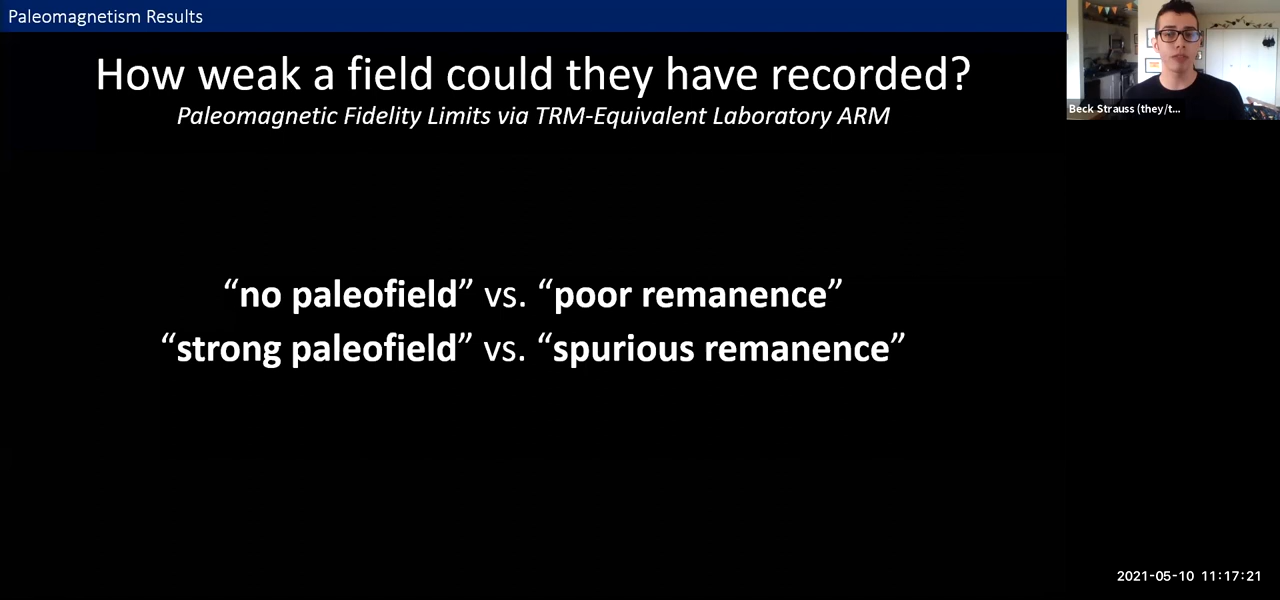 Paleomagnetism Results
How weak a field could they have recorded?
Paleomagnetic Fidelity Limits via TRM-Equivalent Laboratory ARM
“no paleofield” vs. “poor remanence”
“strong paleofield” vs. “spurious remanence”
Beck Strauss (they/t...
2021-05-10 11:17:21